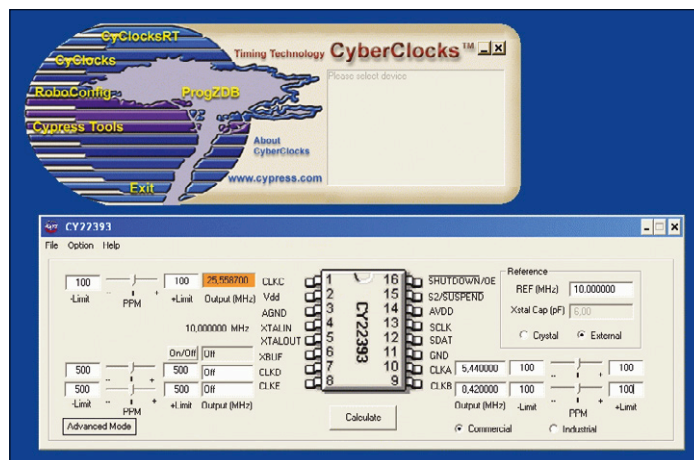 CyClocksRT
CyClocks
RoboConfig
ProgZDB
Cypress Tools
Exit
Timing Technology CyberClocks™
Please select device
About
CyberClocks
www.cypress.com
CY22393
File Option Help
100 100 25,558700 CLKC 1 16 SHUTDOWN/OE
-Limit PPM +Limit Output (MHz) Vdd 2 15 S2/SUSPEND
AGND 3 14 AVDD
10,000000 MHz XTALIN 4 13 SCLK
XTALOUT 5 12 SDAT
On/Off Off XBUF 6 11 GND
500 500 Off CLKD 7 10 CLKA 5,440000 100 100
500 500 Off CLKE 8 9 CLKB 8,420000 100 100
-Limit PPM +Limit Output (MHz)
Output (MHz) -Limit PPM +Limit
CY22393
Reference
REF (MHz) 10.000000
Xstal Cap (pF) 6,00
Crystal External
Advanced Mode
Calculate
Commercial Industrial